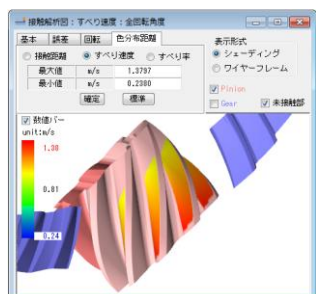 接触解析図：すべり速度：全回転角度
基本 誤差 回転 色分布距離
接触距離 すべり速度 すべり率
最大値 m/s 1.3797
最小値 m/s 0.2380
確定 標準
表示形式
シェーディング
ワイヤーフレーム
Pinion
Gear 未接触部
数値バー
unit:m/s
1.38
0.81
0.24